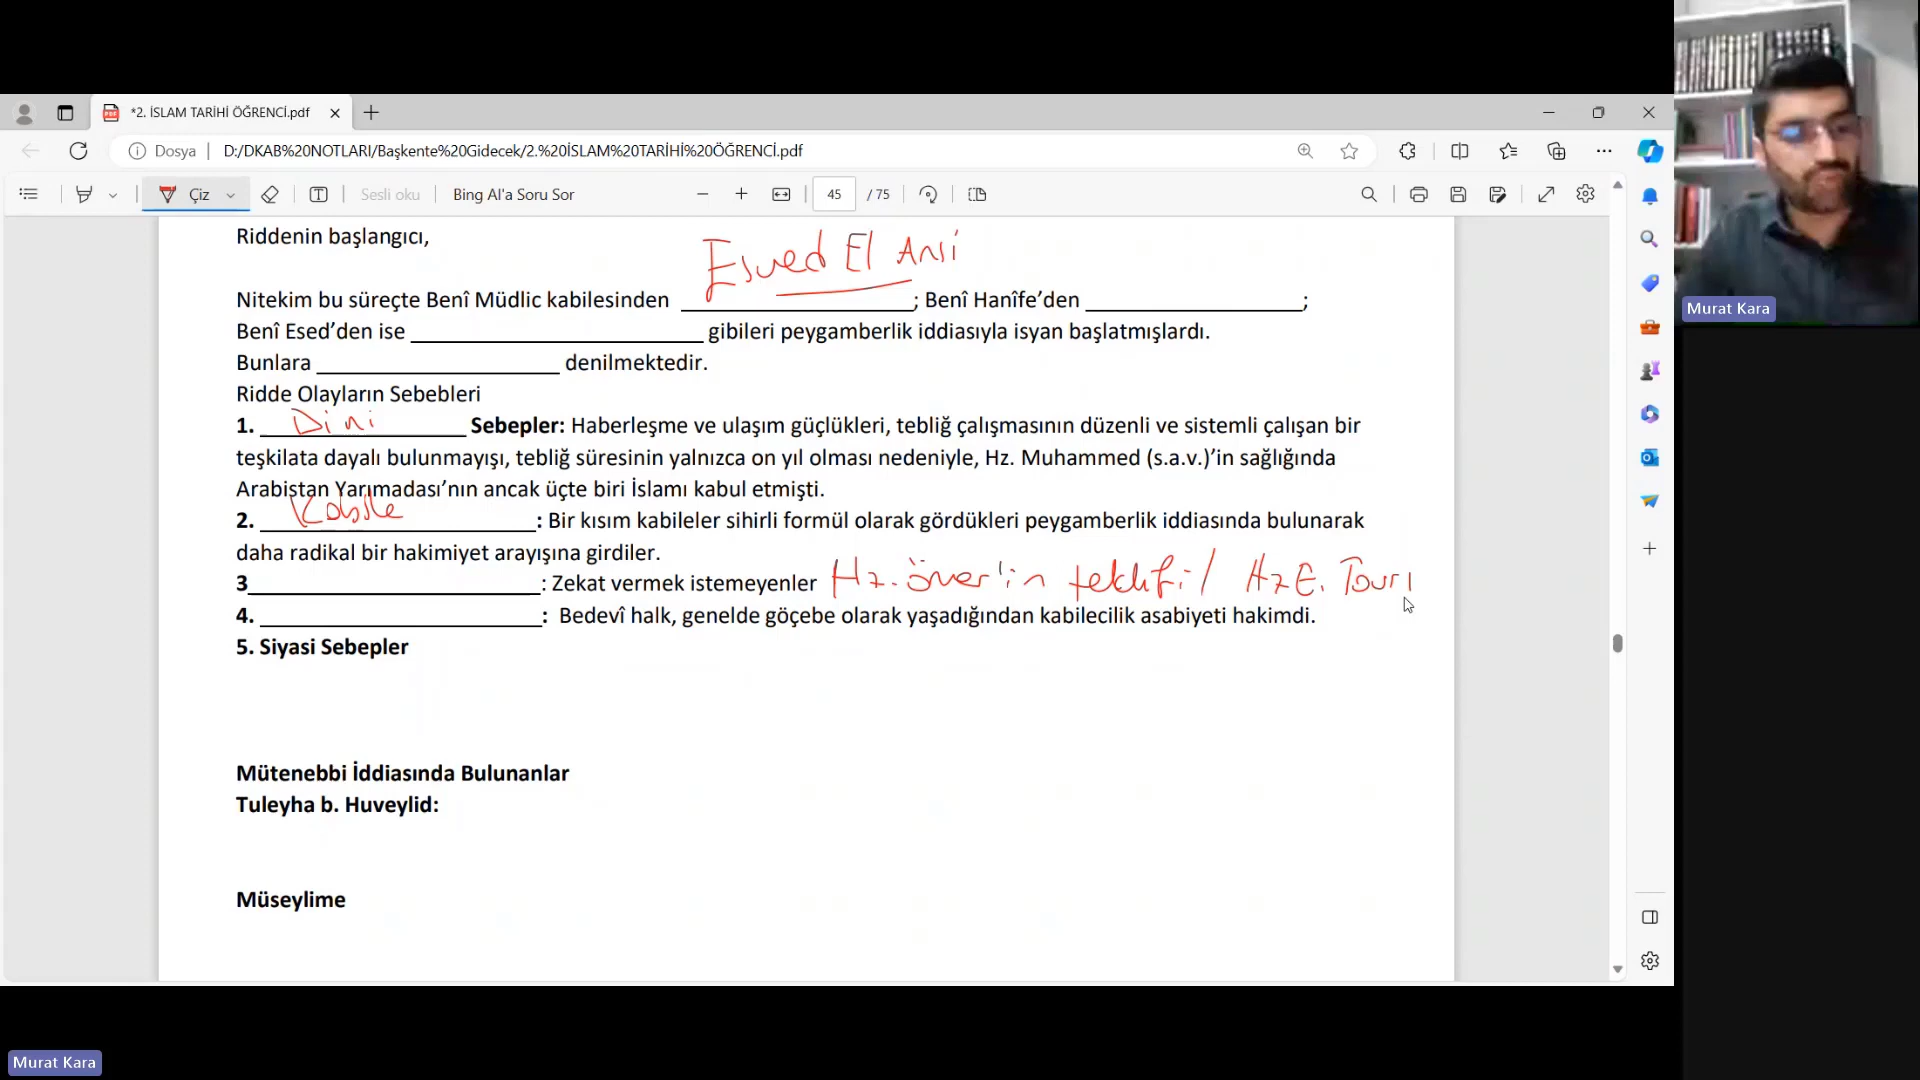 *2. İSLAM TARİHİ ÖĞRENCİ.pdf
Dosya D:/DKAB%20NOTLARI/Başkente%20Gidecek/2.%20İSLAM%20TARİHİ%20ÖĞRENCİ.pdf
Çiz Sesli oku Bing AI'a Soru Sor 45 / 75
Riddenin başlangıcı,
Esved El Ansi
Nitekim bu süreçte Benî Müdlic kabilesinden ____________________; Benî Hanîfe’den ___________________;
Benî Esed’den ise _________________________ gibileri peygamberlik iddiasıyla isyan başlatmışlardı.
Bunlara _____________________ denilmektedir.
Ridde Olayların Sebebleri
1. Dini Sebepler: Haberleşme ve ulaşım güçlükleri, tebliğ çalışmasının düzenli ve sistemli çalışan bir
teşkilata dayalı bulunmayışı, tebliğ süresinin yalnızca on yıl olması nedeniyle, Hz. Muhammed (s.a.v.)’in sağlığında
Arabistan Yarımadası’nın ancak üçte biri İslamı kabul etmişti.
2. Kabile : Bir kısım kabileler sihirli formül olarak gördükleri peygamberlik iddiasında bulunarak
daha radikal bir hakimiyet arayışına girdiler.
3_________________________: Zekat vermek istemeyenler Hz. Ömer'in teklifi / Hz E. Tavrı
4. ________________________: Bedevî halk, genelde göçebe olarak yaşadığından kabilecilik asabiyeti hakimdi.
5. Siyasi Sebepler
Mütenebbi İddiasında Bulunanlar
Tuleyha b. Huveylid:
Müseylime
Murat Kara
Murat Kara